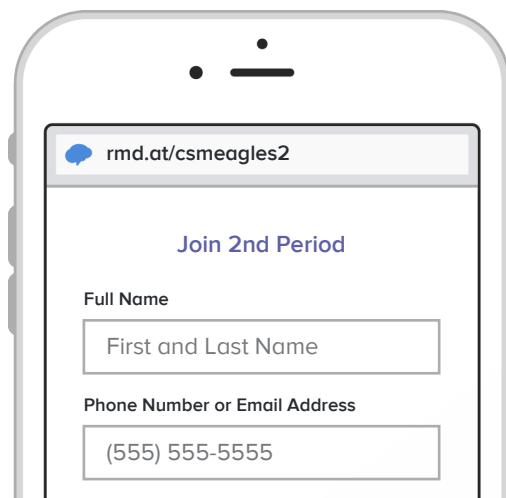 rmd.at/csmeagles2
Join 2nd Period
Full Name
First and Last Name
Phone Number or Email Address
(555) 555-5555